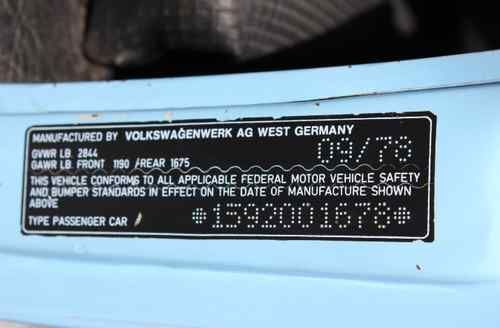 MANUFACTURED BY VOLKSWAGENWERK AG WEST GERMANY
GVWR LB 2844 09/78
GAWR LB FRONT 1190 /REAR 1675
THIS VEHICLE CONFORMS TO ALL APPLICABLE FEDERAL MOTOR VEHICLE SAFETY
AND BUMPER STANDARDS IN EFFECT ON THE DATE OF MANUFACTURE SHOWN
ABOVE
TYPE PASSENGER CAR 1592001678